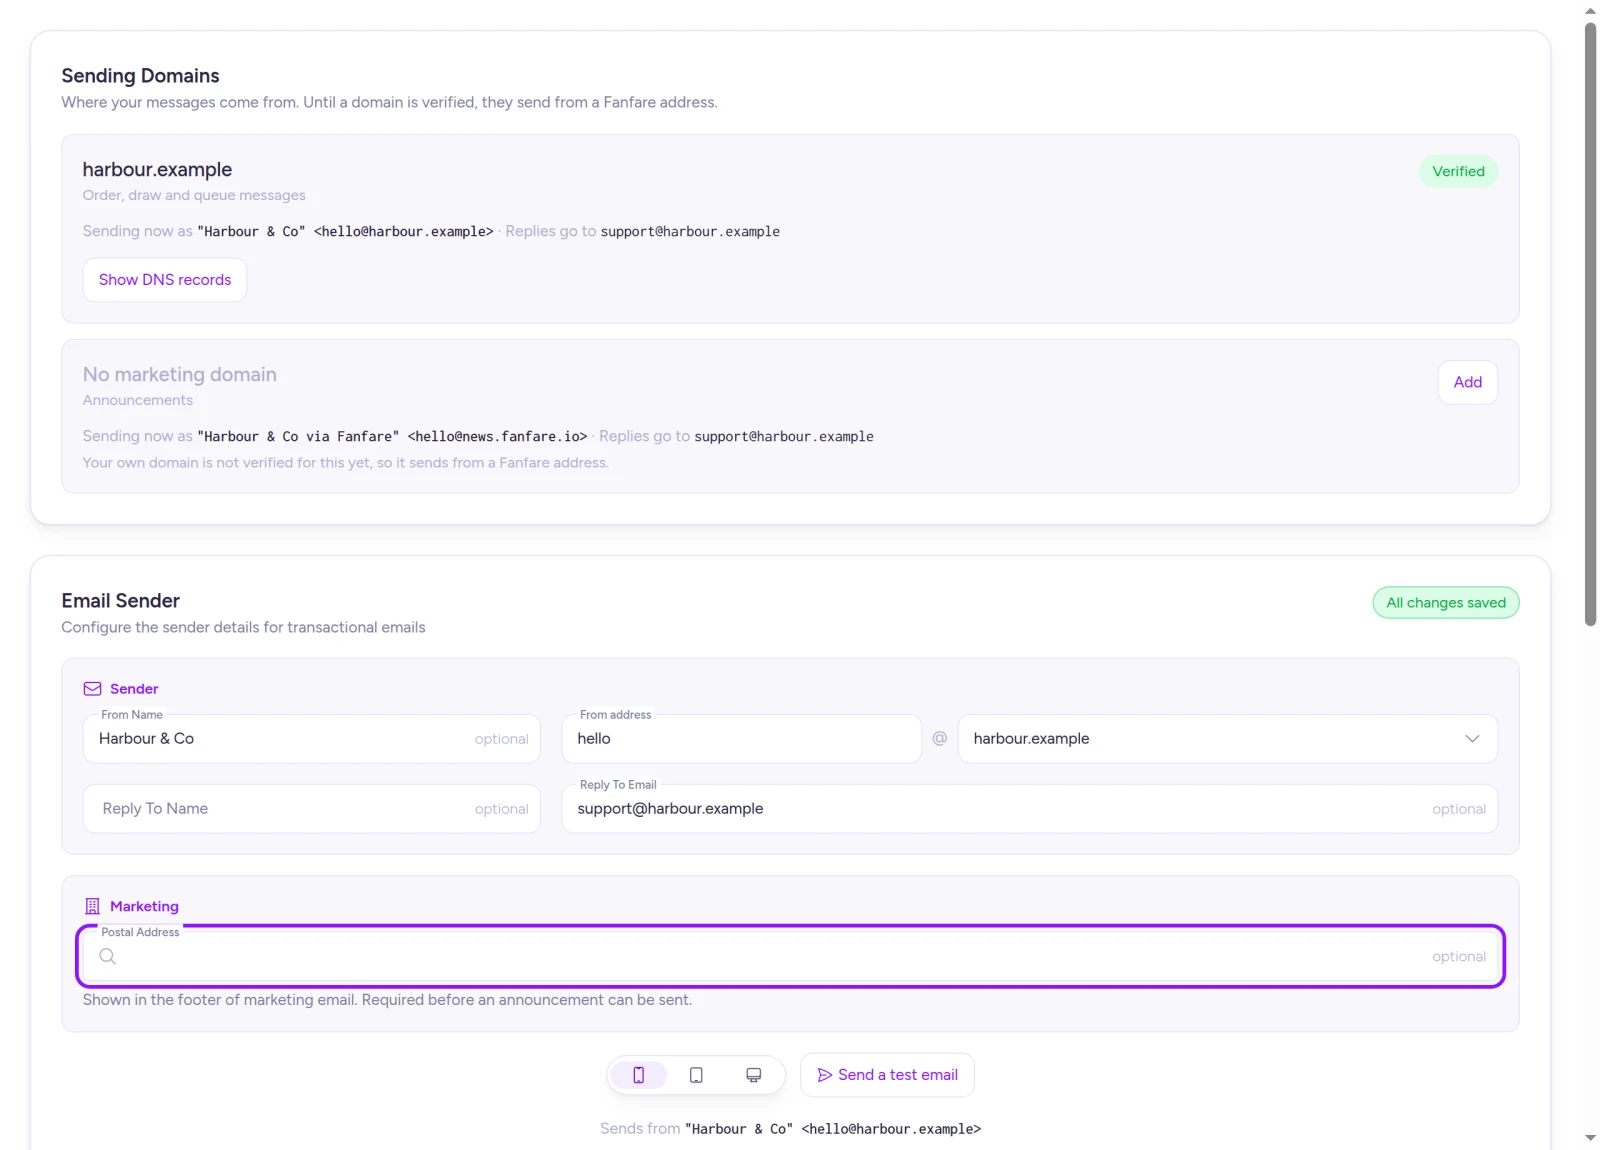 Sending Domains
Where your messages come from. Until a domain is verified, they send from a Fanfare address.
harbour.example
Verified
Order, draw and queue messages
Sending now as "Harbour & Co" <hello@harbour.example> · Replies go to support@harbour.example
Show DNS records
No marketing domain
Add
Announcements
Sending now as "Harbour & Co via Fanfare" <hello@news.fanfare.io> · Replies go to support@harbour.example
Your own domain is not verified for this yet, so it sends from a Fanfare address.
Email Sender
All changes saved
Configure the sender details for transactional emails
Sender
From Name
Harbour & Co optional
From address
hello @ harbour.example
Reply To Name optional
Reply To Email
support@harbour.example optional
Marketing
Postal Address
optional
Shown in the footer of marketing email. Required before an announcement can be sent.
Send a test email
Sends from "Harbour & Co" <hello@harbour.example>